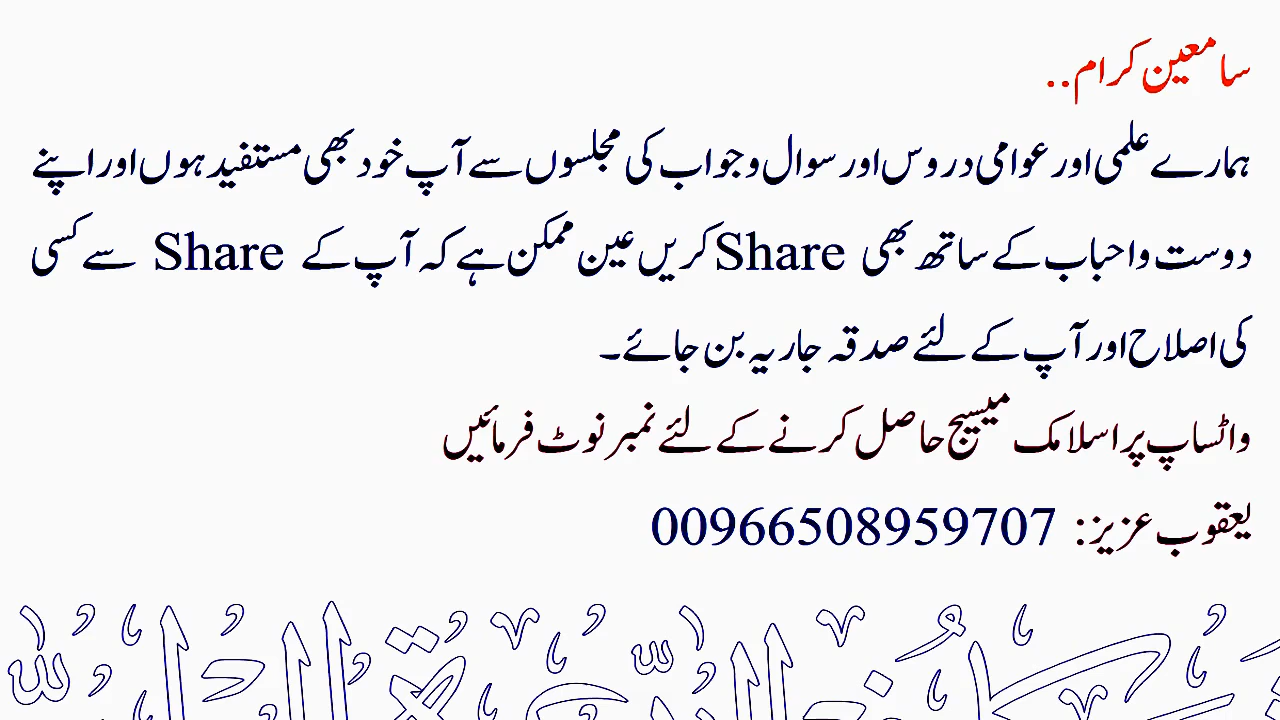 سامعین کرام..
ہمارے علمی اور عوامی دروس اور سوال وجواب کی مجلسوں سے آپ خود بھی مستفید ہوں اور اپنے
دوست واحباب کے ساتھ بھی Share کریں عین ممکن ہے کہ آپ کے Share سے کسی
کی اصلاح اور آپ کے لئے صدقہ جاریہ بن جائے۔
واٹساپ پر اسلامک میسیج حاصل کرنے کے لئے نمبر نوٹ فرمائیں
یعقوب عزیز: 00966508959707